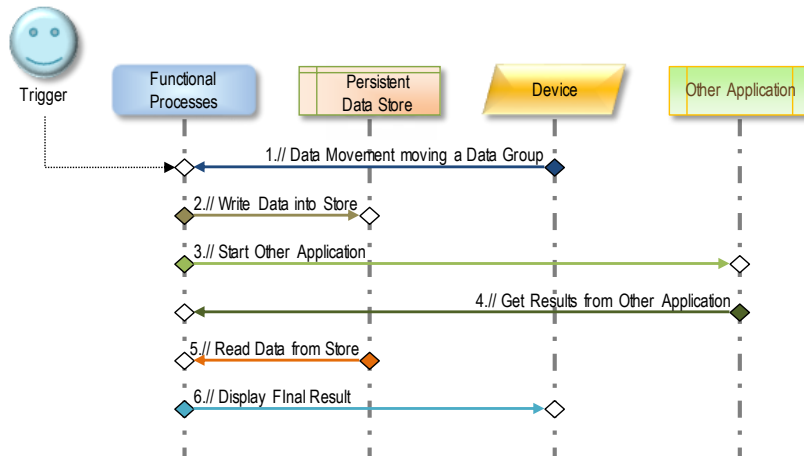 Trigger
Functional
Processes
Persistent
Data Store
Device
Other Application
1.// Data Movement moving a Data Group
2.// Write Data into Store
3.// Start Other Application
4.// Get Results from Other Application
5.// Read Data from Store
6.// Display FInal Result